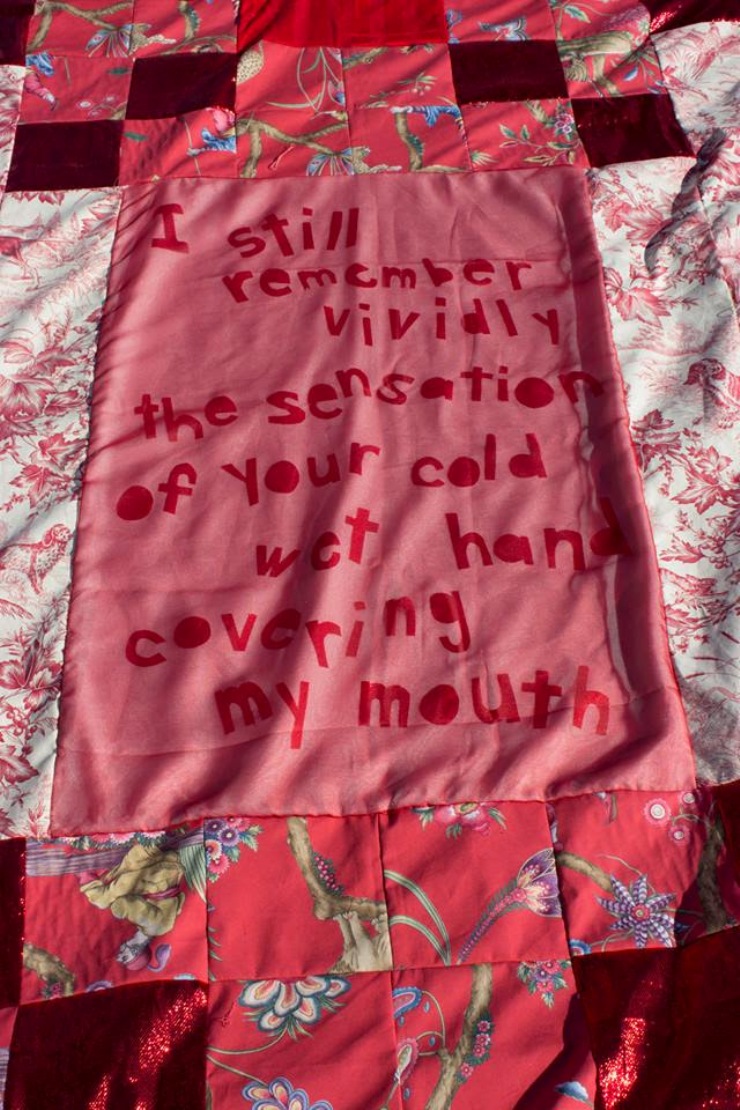 I still
remember
vividly
the sensation
of your cold
wet hand
covering
my mouth